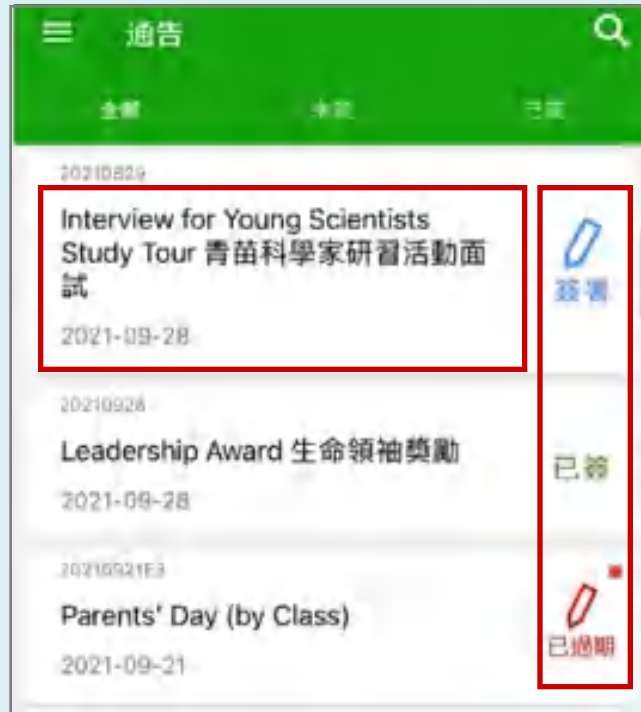 通告
全部
未簽
已簽
20210829
Interview for Young Scientists
Study Tour 青苗科學家研習活動面
試
2021-09-28
簽署
20210928
Leadership Award 生命領袖獎勵
2021-09-28
已簽
20210921E3
Parents' Day (by Class)
2021-09-21
已過期